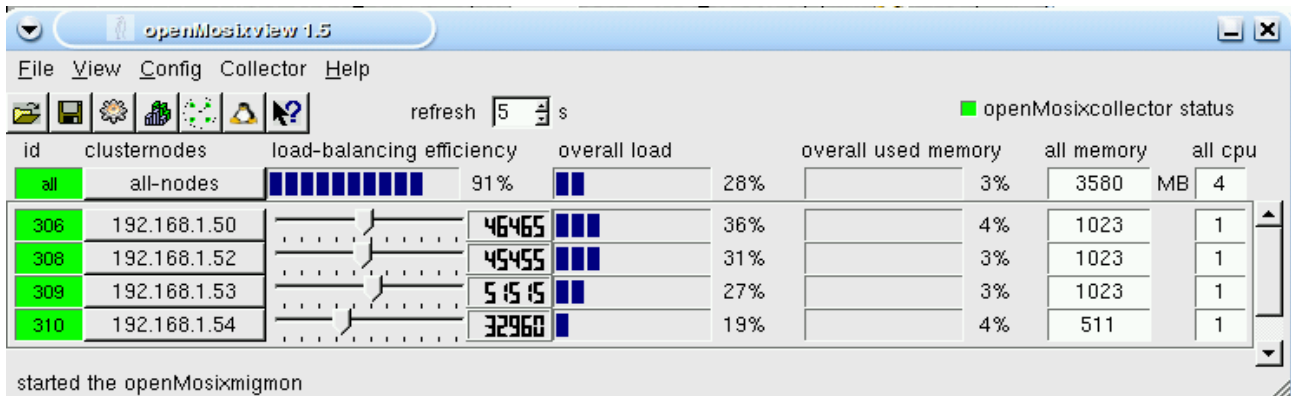 openMosixview 1.5
File View Config Collector Help
refresh 5 s openMosixcollector status
id clusternodes load-balancing efficiency overall load overall used memory all memory all cpu
all all-nodes 91% 28% 3% 3580 MB 4
306 192.168.1.50 46465 36% 4% 1023 1
308 192.168.1.52 45455 31% 3% 1023 1
309 192.168.1.53 51515 27% 3% 1023 1
310 192.168.1.54 32960 19% 4% 511 1
started the openMosixmigmon